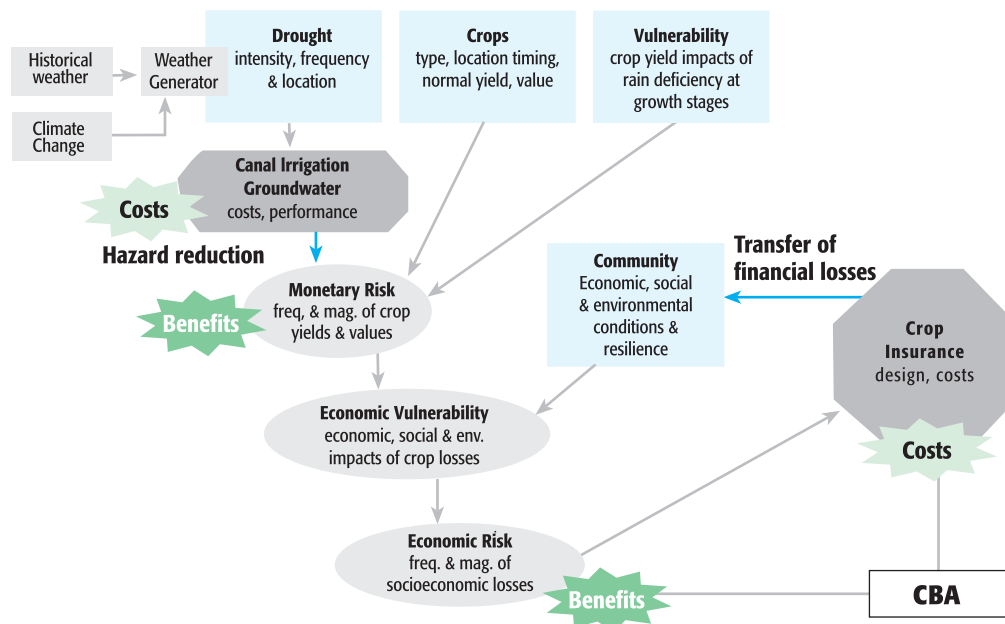 Historical
weather
Weather
Generator
Climate
Change
Drought
intensity, frequency
& location
Crops
type, location timing,
normal yield, value
Vulnerability
crop yield impacts of
rain deficiency at
growth stages
Canal Irrigation
Groundwater
costs, performance
Costs
Hazard reduction
Monetary Risk
freq, & mag. of crop
yields & values
Benefits
Community
Economic, social
& environmental
conditions &
resilience
Transfer of
financial losses
Crop
Insurance
design, costs
Costs
Economic Vulnerability
economic, social & env.
impacts of crop losses
Economic Risk
freq. & mag. of
socioeconomic losses
Benefits
CBA